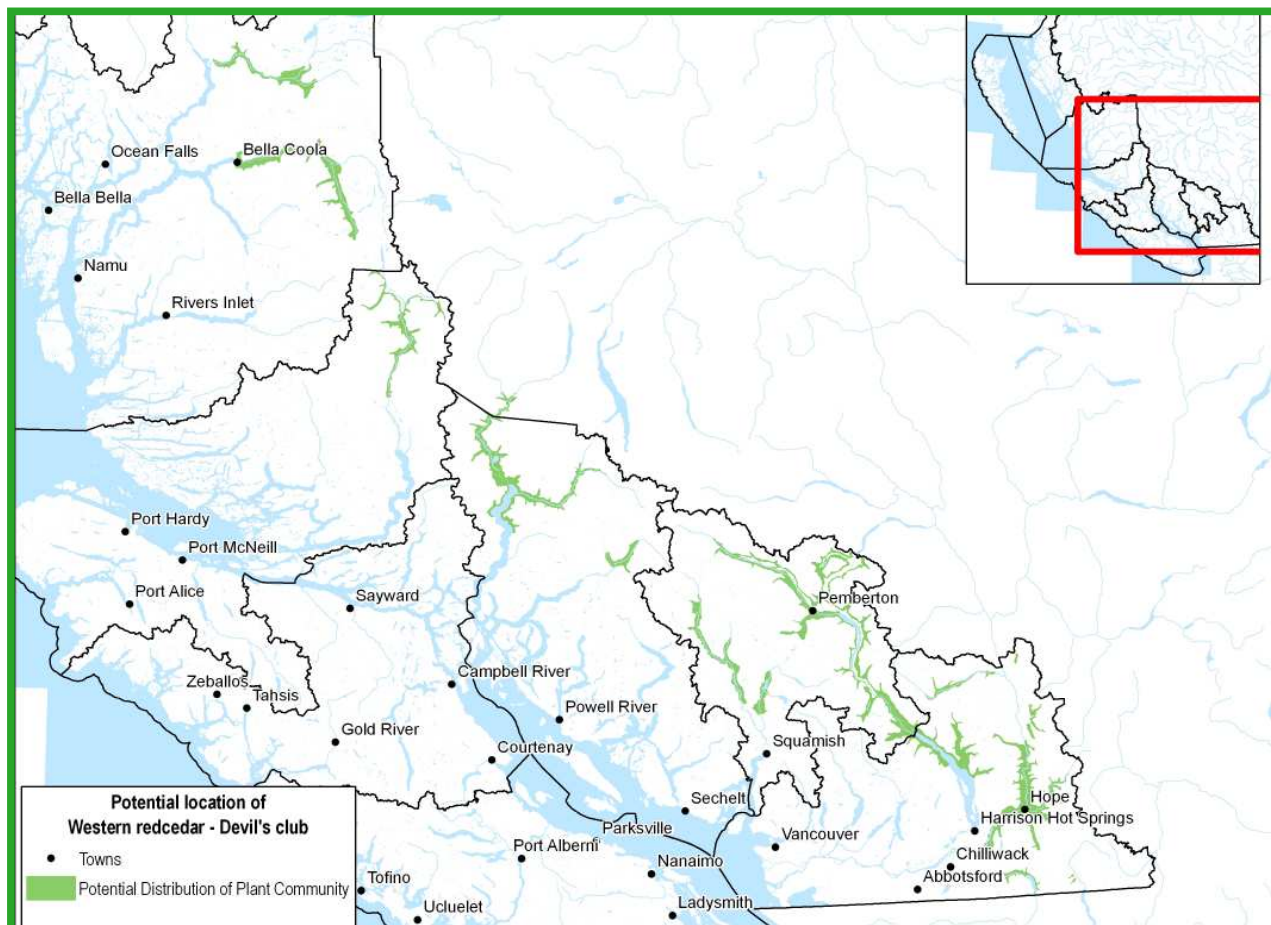 Ocean Falls
Bella Coola
Bella Bella
Namu
Rivers Inlet
Port Hardy
Port McNeill
Port Alice
Sayward
Pemberton
Zeballos
Tahsis
Campbell River
Powell River
Gold River
Courtenay
Squamish
Sechelt
Hope
Harrison Hot Springs
Parksville
Vancouver
Port Alberni
Chilliwack
Nanaimo
Abbotsford
Tofino
Ucluelet
Ladysmith
Potential location of
Western redcedar - Devil's club
Towns
Potential Distribution of Plant Community